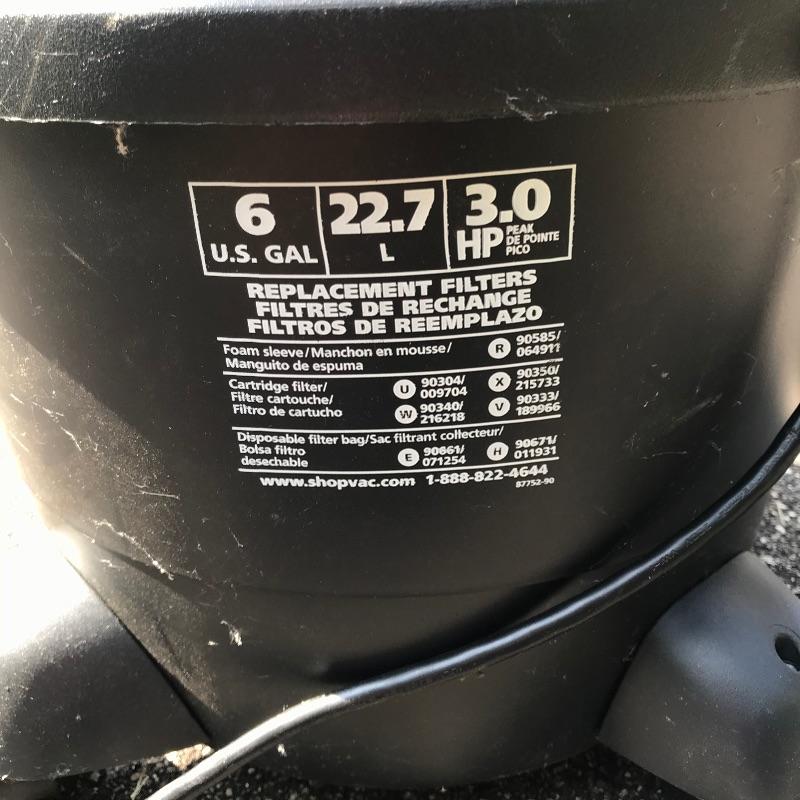 6 U.S. GAL
22.7 L
3.0 HP PEAK DE POINTE PICO
REPLACEMENT FILTERS
FILTRES DE RECHANGE
FILTROS DE REEMPLAZO
Foam sleeve/Manchon en mousse/
Manguito de espuma
R 90585/
064911
Cartridge filter/
Filtre cartouche/
Filtro de cartucho
U 90304/
009704
X 90350/
215733
W 90340/
216218
V 90333/
189966
Disposable filter bag/Sac filtrant collecteur/
Bolsa filtro
desechable
E 90661/
071254
H 90671/
011931
www.shopvac.com 1-888-822-4644
87752-90